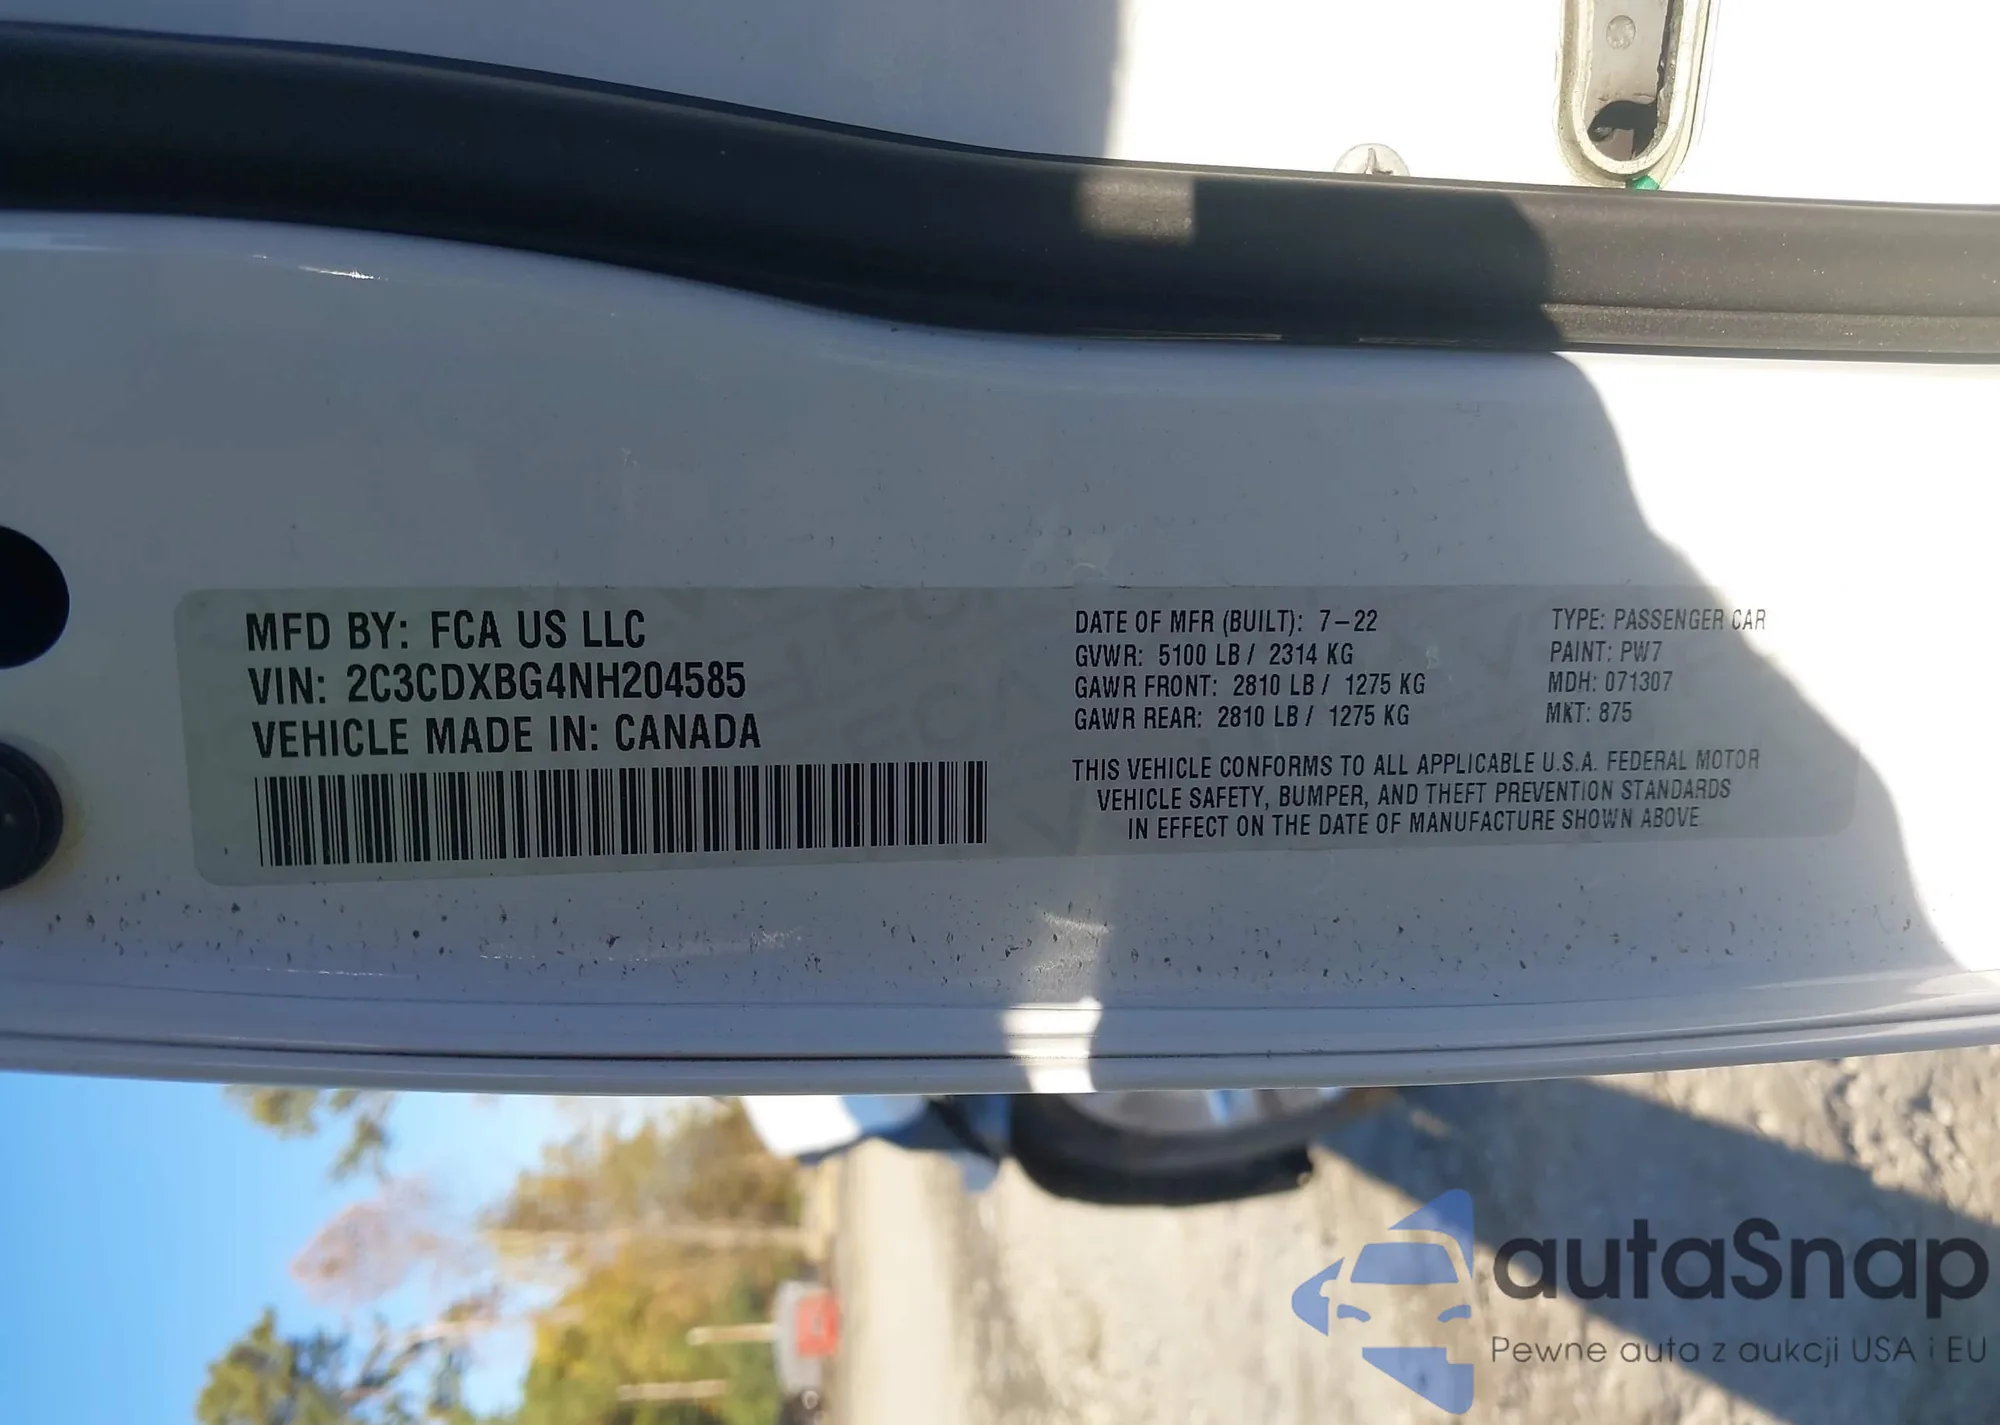 MFD BY: FCA US LLC
VIN: 2C3CDXBG4NH204585
VEHICLE MADE IN: CANADA
DATE OF MFR (BUILT): 7-22
GVWR: 5100 LB / 2314 KG
GAWR FRONT: 2810 LB / 1275 KG
GAWR REAR: 2810 LB / 1275 KG
TYPE: PASSENGER CAR
PAINT: PW7
MDH: 071307
MKT: 875
THIS VEHICLE CONFORMS TO ALL APPLICABLE U.S.A. FEDERAL MOTOR
VEHICLE SAFETY, BUMPER, AND THEFT PREVENTION STANDARDS
IN EFFECT ON THE DATE OF MANUFACTURE SHOWN ABOVE.
autaSnap
Pewne auta z aukcji USA i EU